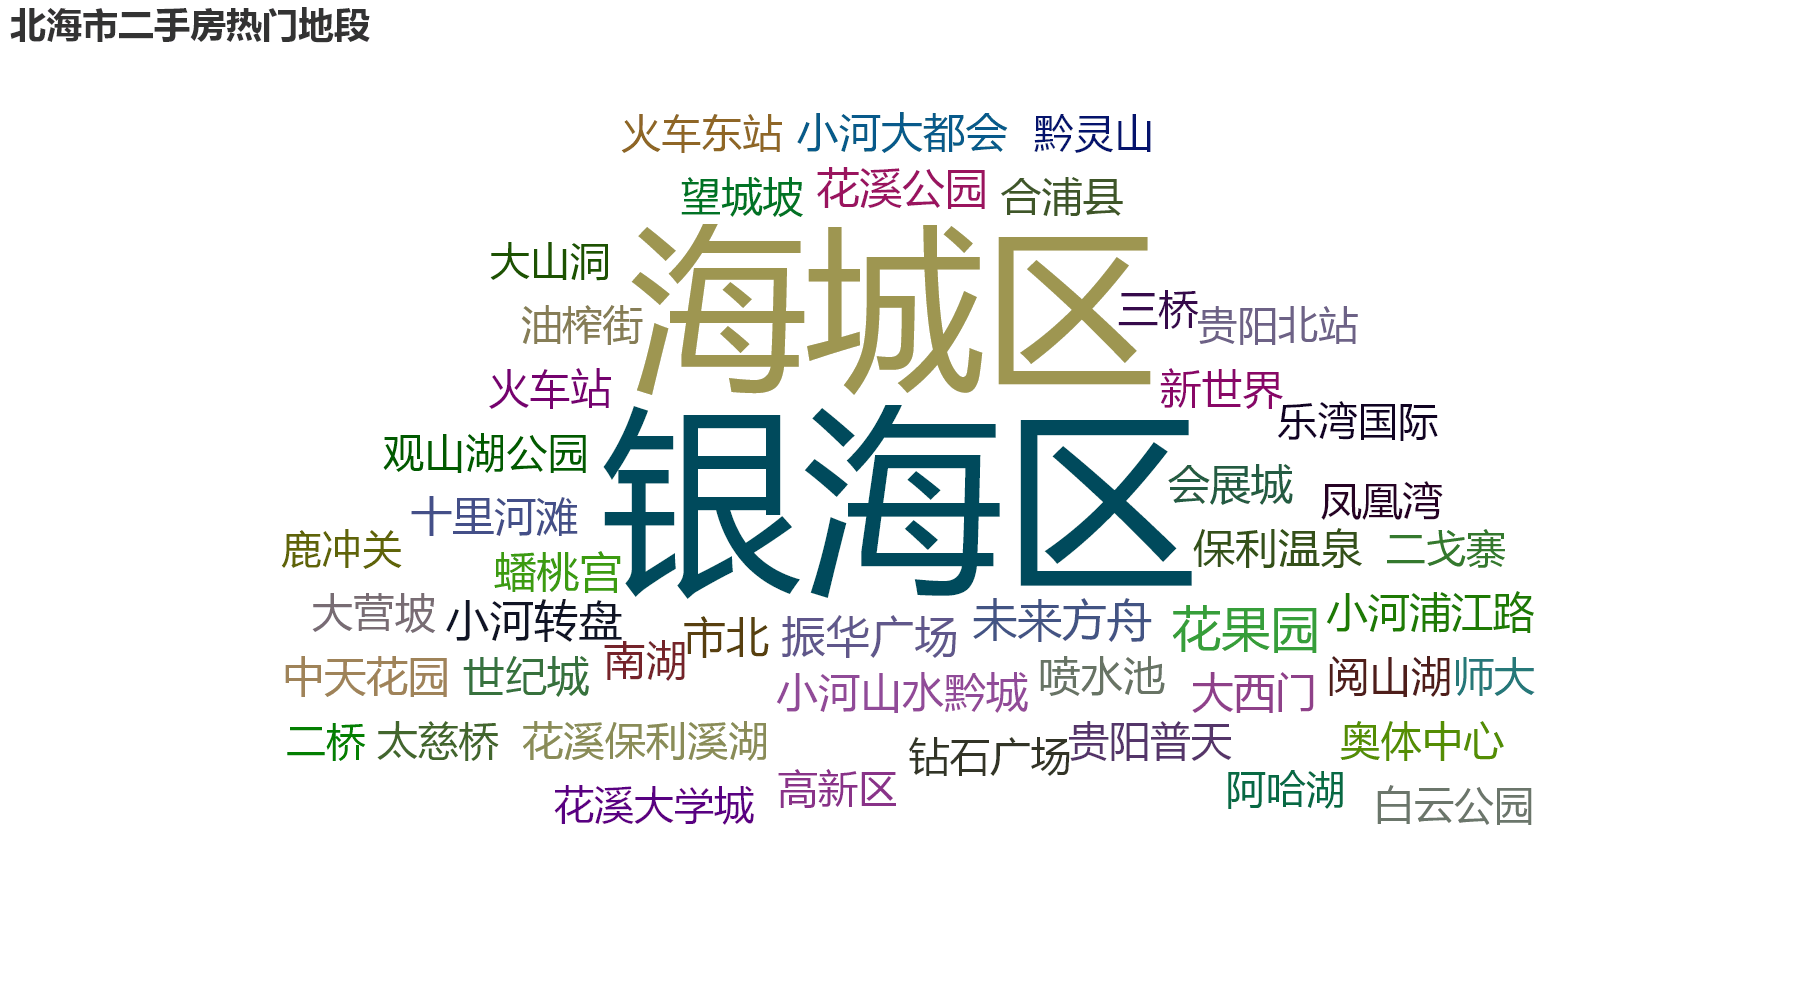 北海市二手房热门地段
火车东站 小河大都会 黔灵山
望城坡 花溪公园 合浦县
大山洞 海城区
油榨街 三桥 贵阳北站
火车站 新世界
乐湾国际
观山湖公园 银海区 会展城
十里河滩 凤凰湾
鹿冲关 蟠桃宫 保利温泉 二戈寨
大营坡 小河转盘 市北 振华广场 未来方舟 花果园 小河浦江路
中天花园 世纪城 南湖 小河山水黔城 喷水池 大西门 阅山湖 师大
二桥 太慈桥 花溪保利溪湖 钻石广场 贵阳普天 奥体中心
花溪大学城 高新区 阿哈湖 白云公园